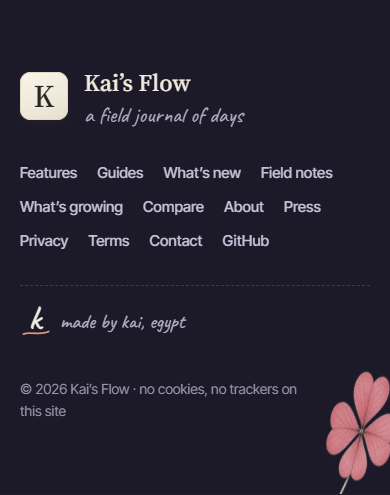 K
Kai’s Flow
a field journal of days
Features Guides What’s new Field notes
What’s growing Compare About Press
Privacy Terms Contact GitHub
k
made by kai, egypt
© 2026 Kai’s Flow · no cookies, no trackers on
this site